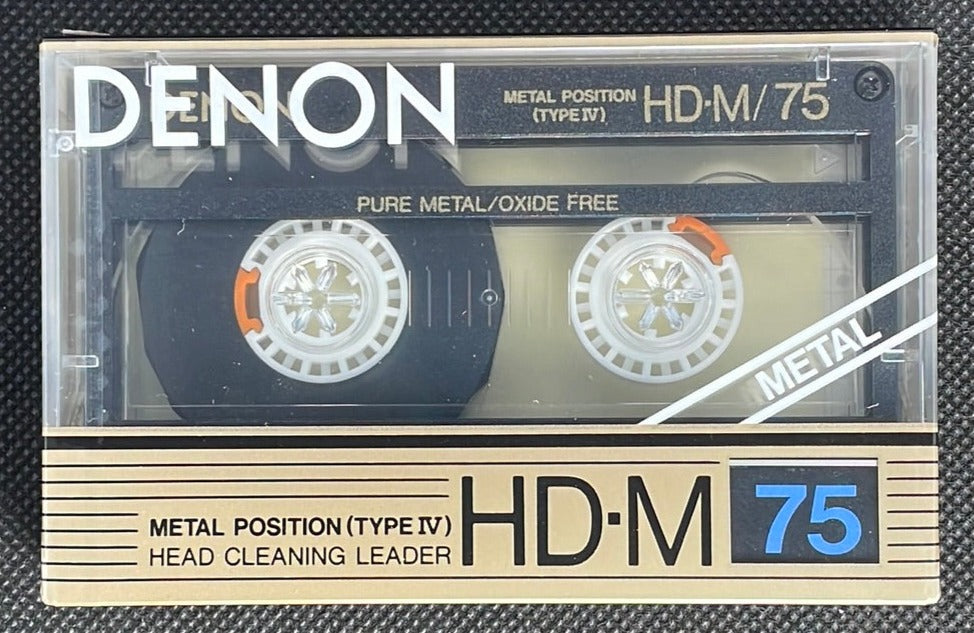 DENON
DENON
METAL POSITION
(TYPE IV)
HD·M/75
PURE METAL/OXIDE FREE
METAL
METAL POSITION (TYPE IV)
HEAD CLEANING LEADER
HD·M
75